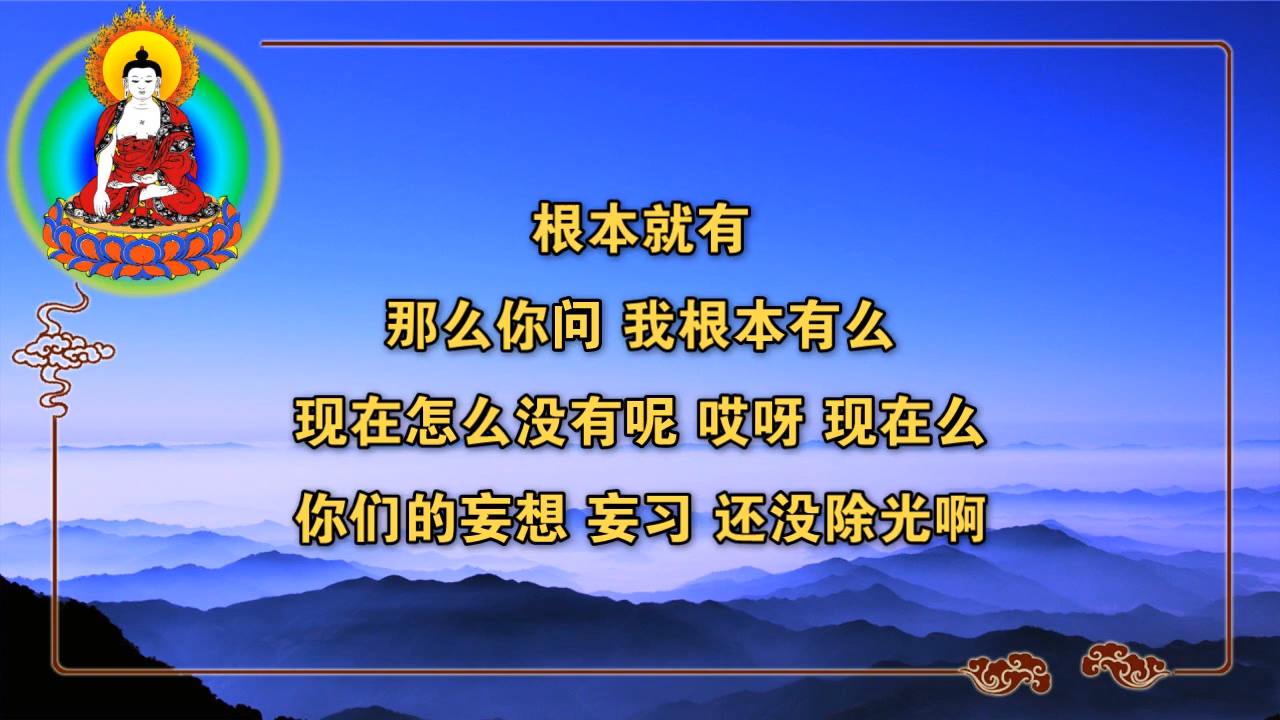 根本就有
那么你问 我根本有么
现在怎么没有呢 哎呀 现在么
你们的妄想 妄习 还没除光啊